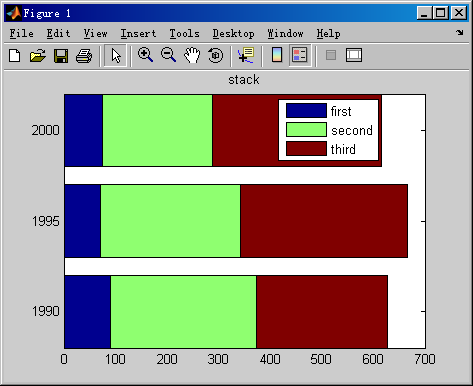 Figure 1
File Edit View Insert Tools Desktop Window Help
stack
first
second
third
2000
1995
1990
0 100 200 300 400 500 600 700